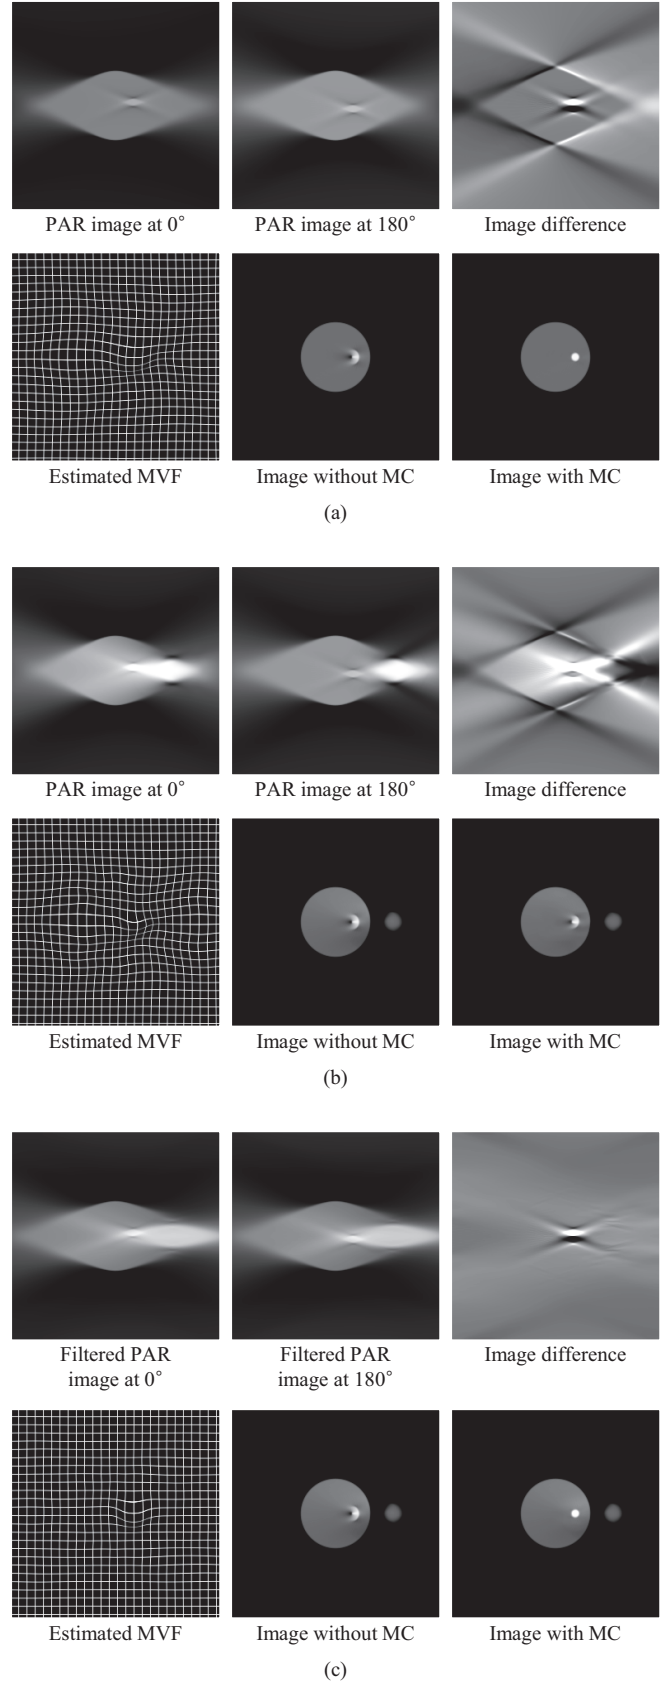 PAR image at 0° PAR image at 180° Image difference
Estimated MVF Image without MC Image with MC
(a)
PAR image at 0° PAR image at 180° Image difference
Estimated MVF Image without MC Image with MC
(b)
Filtered PAR Filtered PAR Image difference
image at 0° image at 180°
Estimated MVF Image without MC Image with MC
(c)